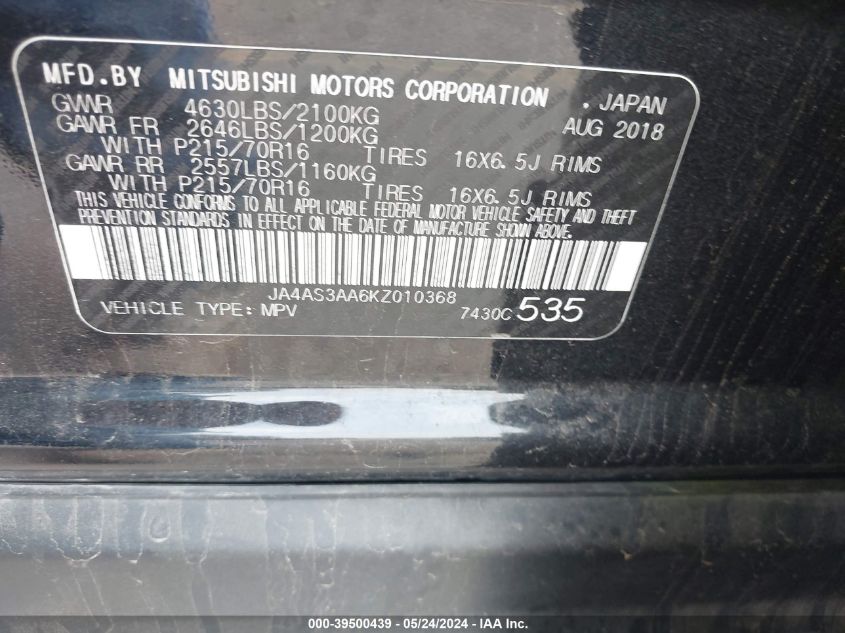 MFD.BY MITSUBISHI MOTORS CORPORATION . JAPAN
GVWR 4630LBS/2100KG AUG 2018
GAWR FR 2646LBS/1200KG
WITH P215/70R16 TIRES 16X6.5J RIMS
GAWR RR 2557LBS/1160KG
WITH P215/70R16 TIRES 16X6.5J RIMS
THIS VEHICLE CONFORMS TO ALL APPLICABLE FEDERAL MOTOR VEHICLE SAFETY AND THEFT
PREVENTION STANDARDS IN EFFECT ON THE DATE OF MANUFACTURE SHOWN ABOVE.
JA4AS3AA6KZ010368
VEHICLE TYPE: MPV 7430C 535
000-39500439 - 05/24/2024 - IAA Inc.